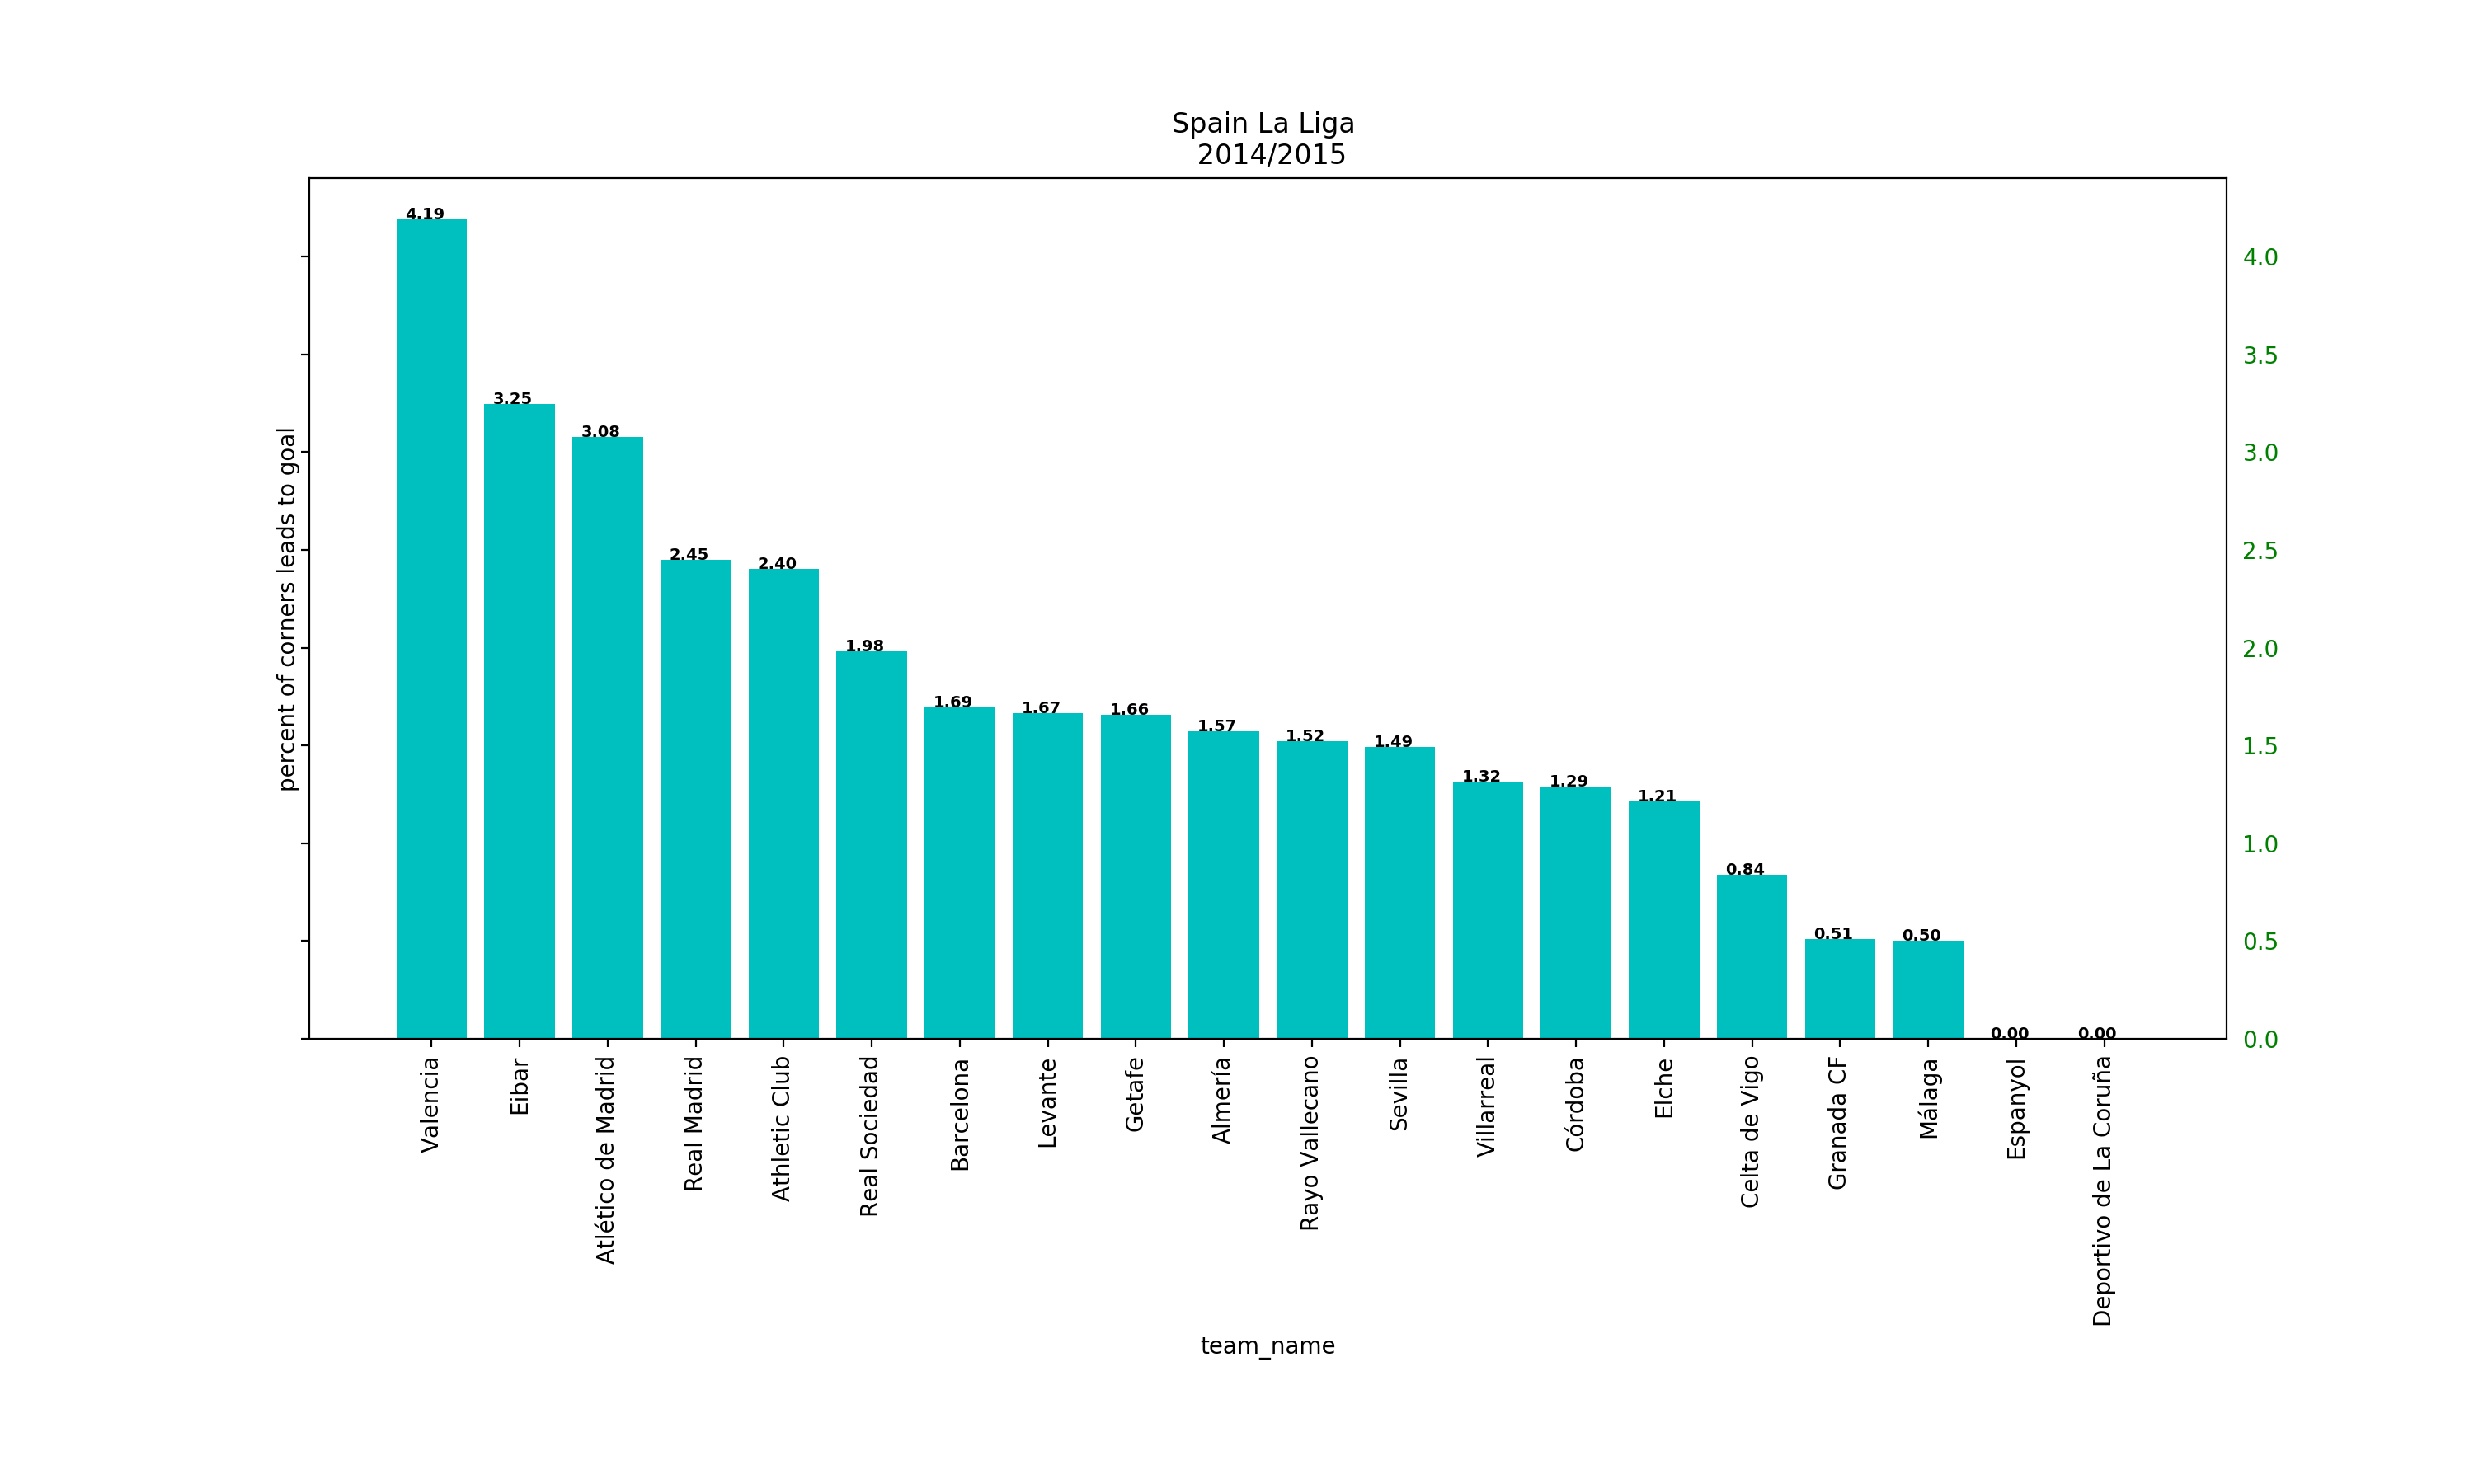 Spain La Liga
2014/2015
percent of corners leads to goal
4.19
3.25
3.08
2.45
2.40
1.98
1.69
1.67
1.66
1.57
1.52
1.49
1.32
1.29
1.21
0.84
0.51
0.50
0.00
0.00
4.0
3.5
3.0
2.5
2.0
1.5
1.0
0.5
0.0
Valencia
Eibar
Atlético de Madrid
Real Madrid
Athletic Club
Real Sociedad
Barcelona
Levante
Getafe
Almería
Rayo Vallecano
Sevilla
Villarreal
Córdoba
Elche
Celta de Vigo
Granada CF
Málaga
Espanyol
Deportivo de La Coruña
team_name